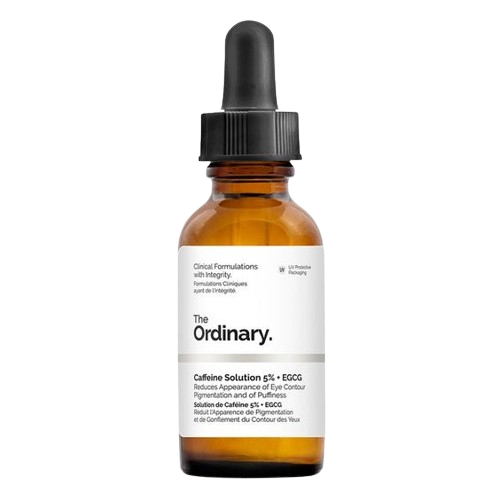 Clinical Formulations
with Integrity.
Formulations Cliniques
ayant de l'Intégrité
UV
UV Protective
Packaging
The
Ordinary.
Caffeine Solution 5% + EGCG
Reduces Appearance of Eye Contour
Pigmentation and of Puffiness
Solution de Caféine 5% + EGCG
Réduit l'Apparence de Pigmentation
et de Gonflement du Contour des Yeux